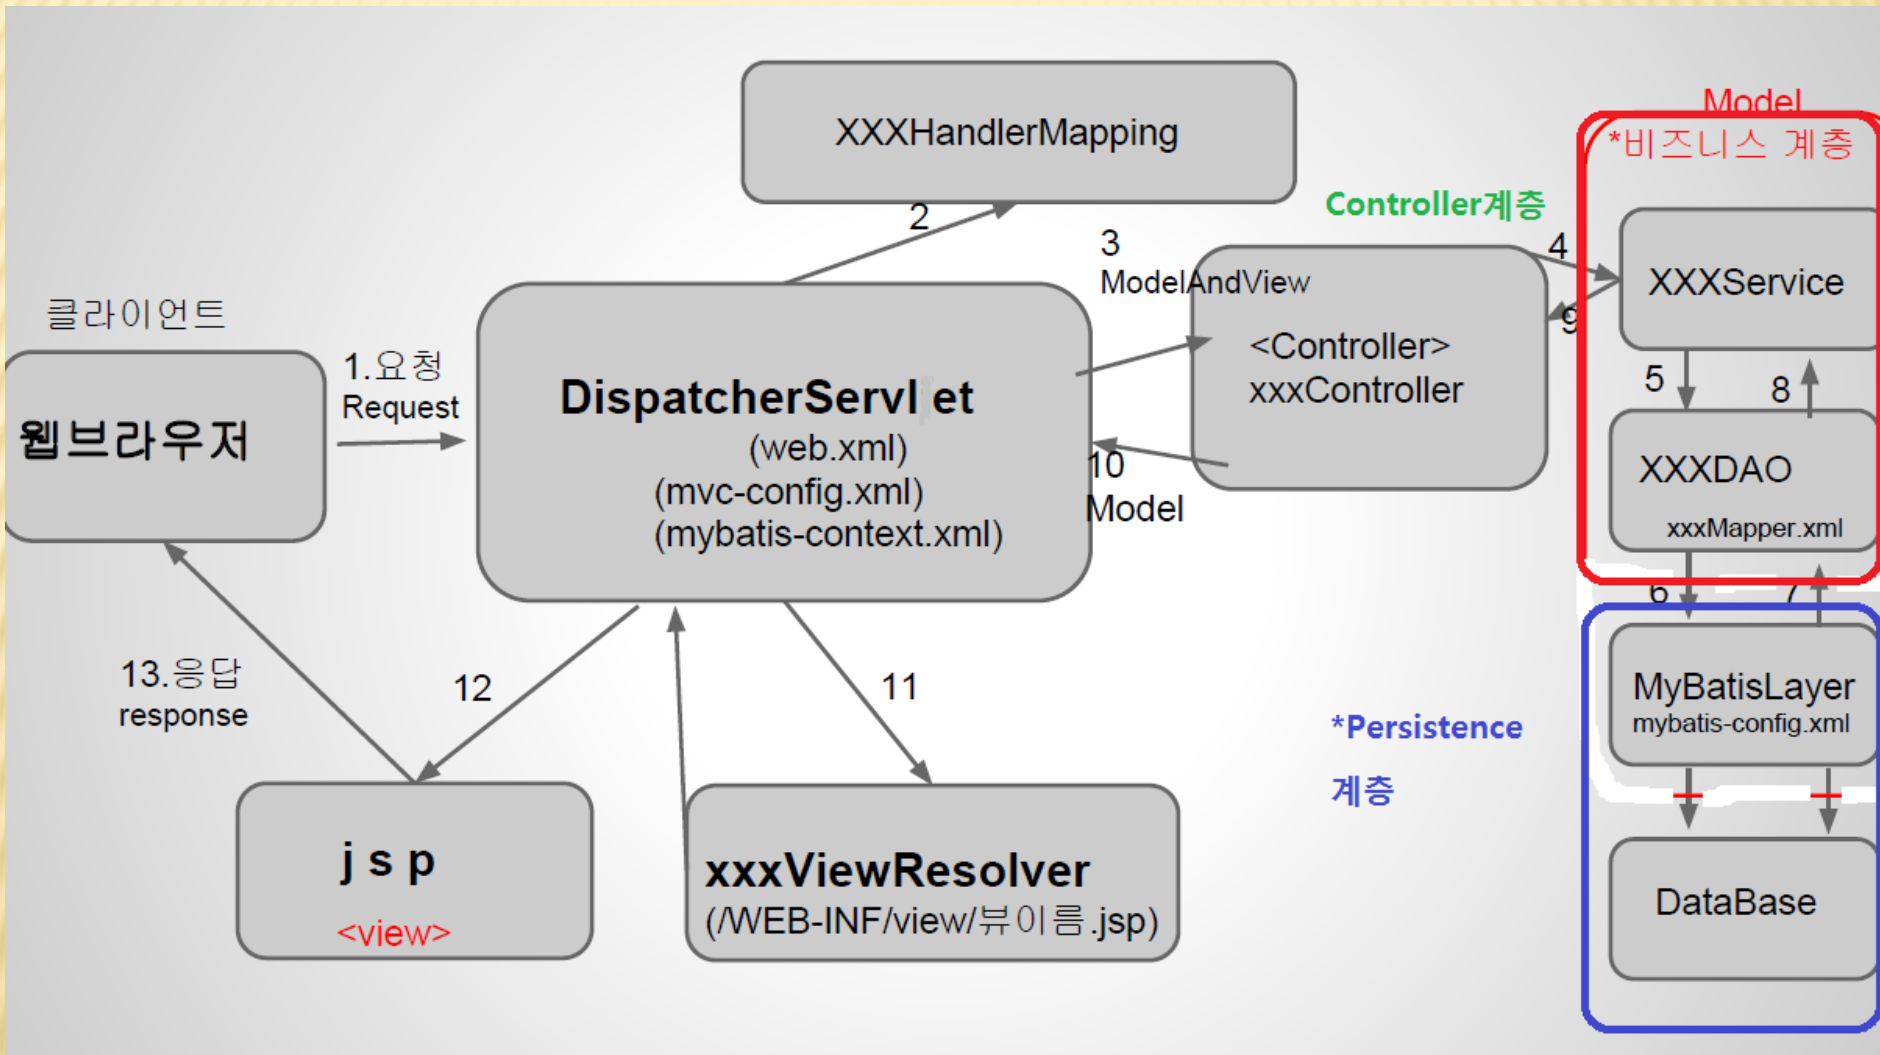 XXXHandlerMapping
Model
*비즈니스 계층
Controller계층
2
3
ModelAndView
4
XXXService
9
클라이언트
웹브라우저
1.요청
Request
DispatcherServlet
(web.xml)
(mvc-config.xml)
(mybatis-context.xml)
<Controller>
xxxController
10
Model
5
8
XXXDAO
xxxMapper.xml
6
7
MyBatisLayer
mybatis-config.xml
*Persistence
계층
DataBase
13.응답
response
12
11
j s p
<view>
xxxViewResolver
(/WEB-INF/view/뷰이름.jsp)